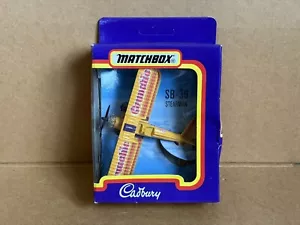 MATCHBOX
SB-39
STEARMAN
Crunchie
Crunchie
Cadbury